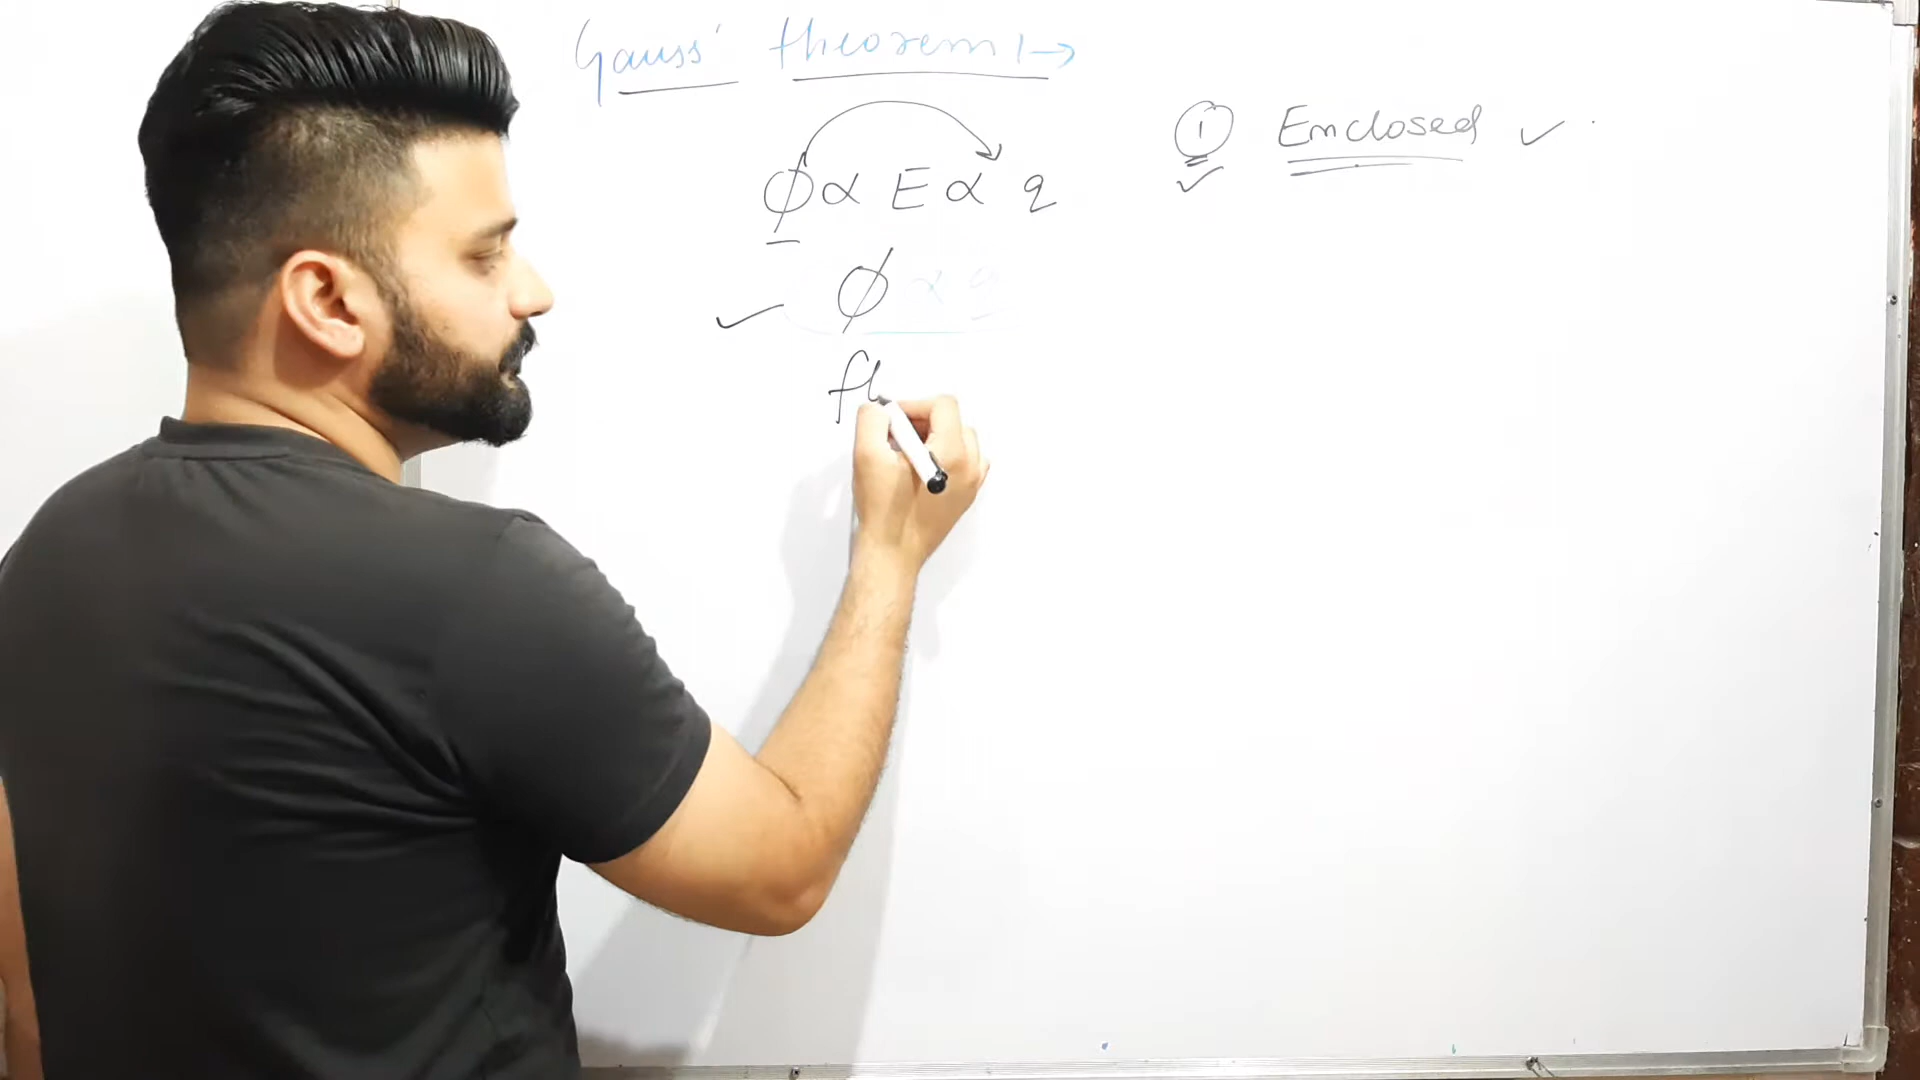 Gauss' theorem :→
① Enclosed ✓
ϕ ∝ E ∝ q
✓ ϕ ∝ q
fl